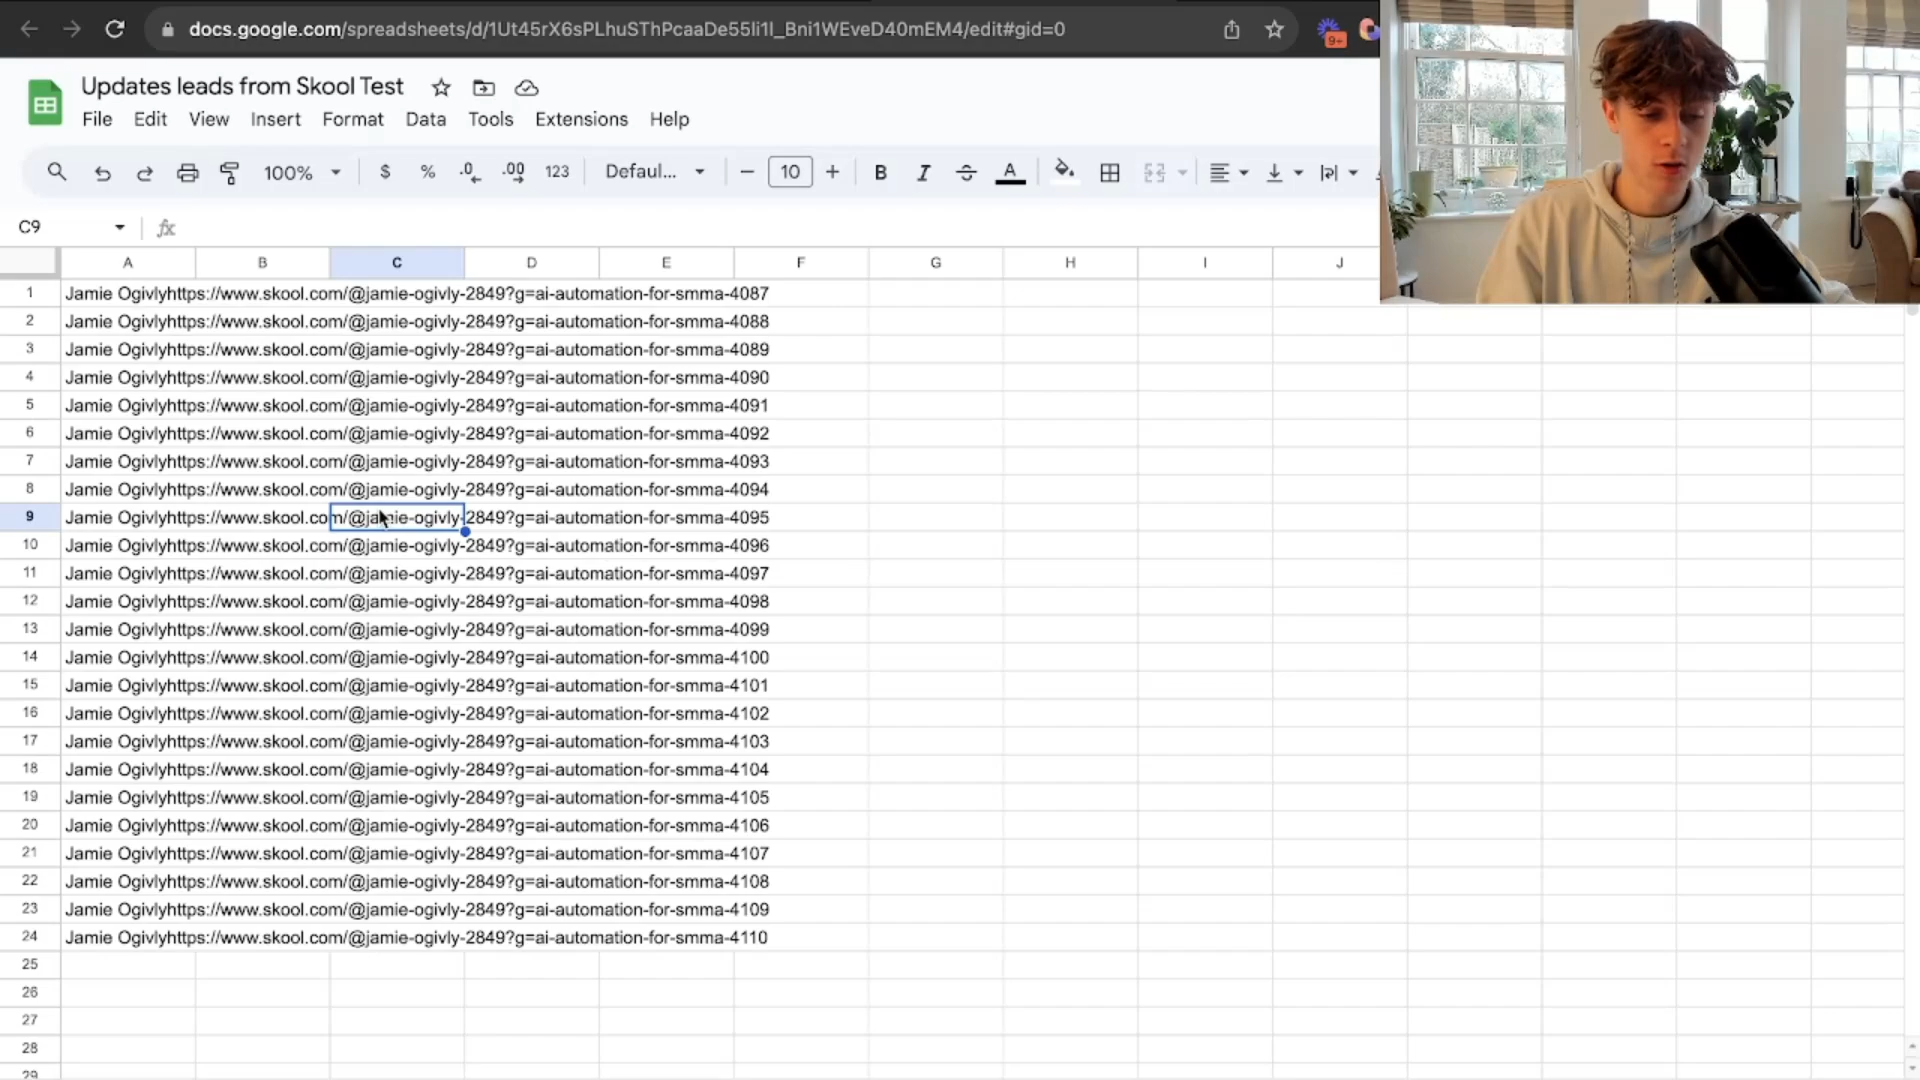 docs.google.com/spreadsheets/d/1Ut45rX6sPLhuSThPcaaDe55Ii1I_Bni1WEveD40mEM4/edit#gid=0
9+
Updates leads from Skool Test
File Edit View Insert Format Data Tools Extensions Help
100% $ % .0 .00 123 Defaul... − 10 + B I A
C9 fx
A B C D E F G H I J
1 Jamie Ogivlyhttps://www.skool.com/@jamie-ogivly-2849?g=ai-automation-for-smma-4087
2 Jamie Ogivlyhttps://www.skool.com/@jamie-ogivly-2849?g=ai-automation-for-smma-4088
3 Jamie Ogivlyhttps://www.skool.com/@jamie-ogivly-2849?g=ai-automation-for-smma-4089
4 Jamie Ogivlyhttps://www.skool.com/@jamie-ogivly-2849?g=ai-automation-for-smma-4090
5 Jamie Ogivlyhttps://www.skool.com/@jamie-ogivly-2849?g=ai-automation-for-smma-4091
6 Jamie Ogivlyhttps://www.skool.com/@jamie-ogivly-2849?g=ai-automation-for-smma-4092
7 Jamie Ogivlyhttps://www.skool.com/@jamie-ogivly-2849?g=ai-automation-for-smma-4093
8 Jamie Ogivlyhttps://www.skool.com/@jamie-ogivly-2849?g=ai-automation-for-smma-4094
9 Jamie Ogivlyhttps://www.skool.com/@jamie-ogivly-2849?g=ai-automation-for-smma-4095
10 Jamie Ogivlyhttps://www.skool.com/@jamie-ogivly-2849?g=ai-automation-for-smma-4096
11 Jamie Ogivlyhttps://www.skool.com/@jamie-ogivly-2849?g=ai-automation-for-smma-4097
12 Jamie Ogivlyhttps://www.skool.com/@jamie-ogivly-2849?g=ai-automation-for-smma-4098
13 Jamie Ogivlyhttps://www.skool.com/@jamie-ogivly-2849?g=ai-automation-for-smma-4099
14 Jamie Ogivlyhttps://www.skool.com/@jamie-ogivly-2849?g=ai-automation-for-smma-4100
15 Jamie Ogivlyhttps://www.skool.com/@jamie-ogivly-2849?g=ai-automation-for-smma-4101
16 Jamie Ogivlyhttps://www.skool.com/@jamie-ogivly-2849?g=ai-automation-for-smma-4102
17 Jamie Ogivlyhttps://www.skool.com/@jamie-ogivly-2849?g=ai-automation-for-smma-4103
18 Jamie Ogivlyhttps://www.skool.com/@jamie-ogivly-2849?g=ai-automation-for-smma-4104
19 Jamie Ogivlyhttps://www.skool.com/@jamie-ogivly-2849?g=ai-automation-for-smma-4105
20 Jamie Ogivlyhttps://www.skool.com/@jamie-ogivly-2849?g=ai-automation-for-smma-4106
21 Jamie Ogivlyhttps://www.skool.com/@jamie-ogivly-2849?g=ai-automation-for-smma-4107
22 Jamie Ogivlyhttps://www.skool.com/@jamie-ogivly-2849?g=ai-automation-for-smma-4108
23 Jamie Ogivlyhttps://www.skool.com/@jamie-ogivly-2849?g=ai-automation-for-smma-4109
24 Jamie Ogivlyhttps://www.skool.com/@jamie-ogivly-2849?g=ai-automation-for-smma-4110
25
26
27
28
29